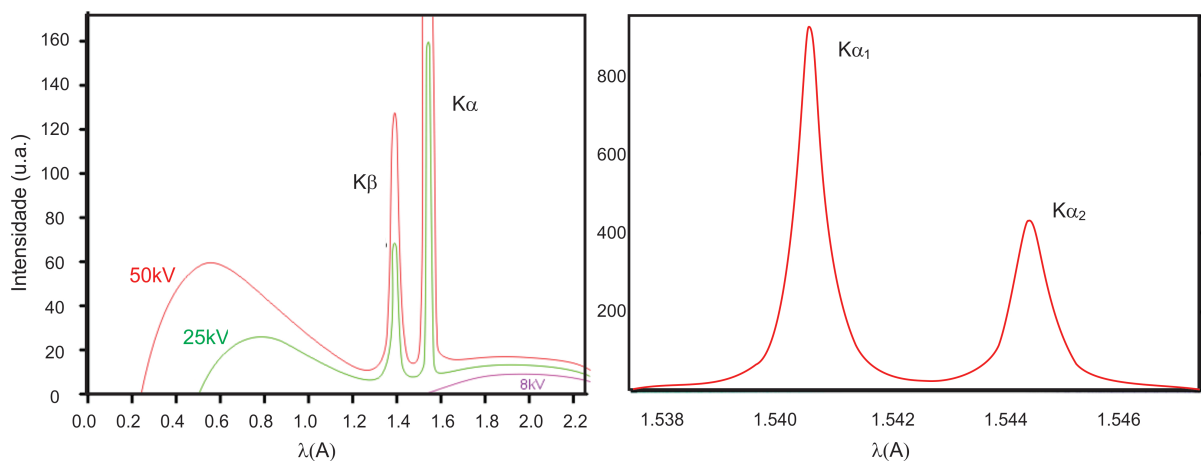 Intensidade (u.a.)
160
140
120
100
80
60
40
20
0
Kα
Kβ
50kV
25kV
8kV
0.0 0.2 0.4 0.6 0.8 1.0 1.2 1.4 1.6 1.8 2.0 2.2
λ(A)
800
600
400
200
Kα₁
Kα₂
1.538 1.540 1.542 1.544 1.546
λ(A)